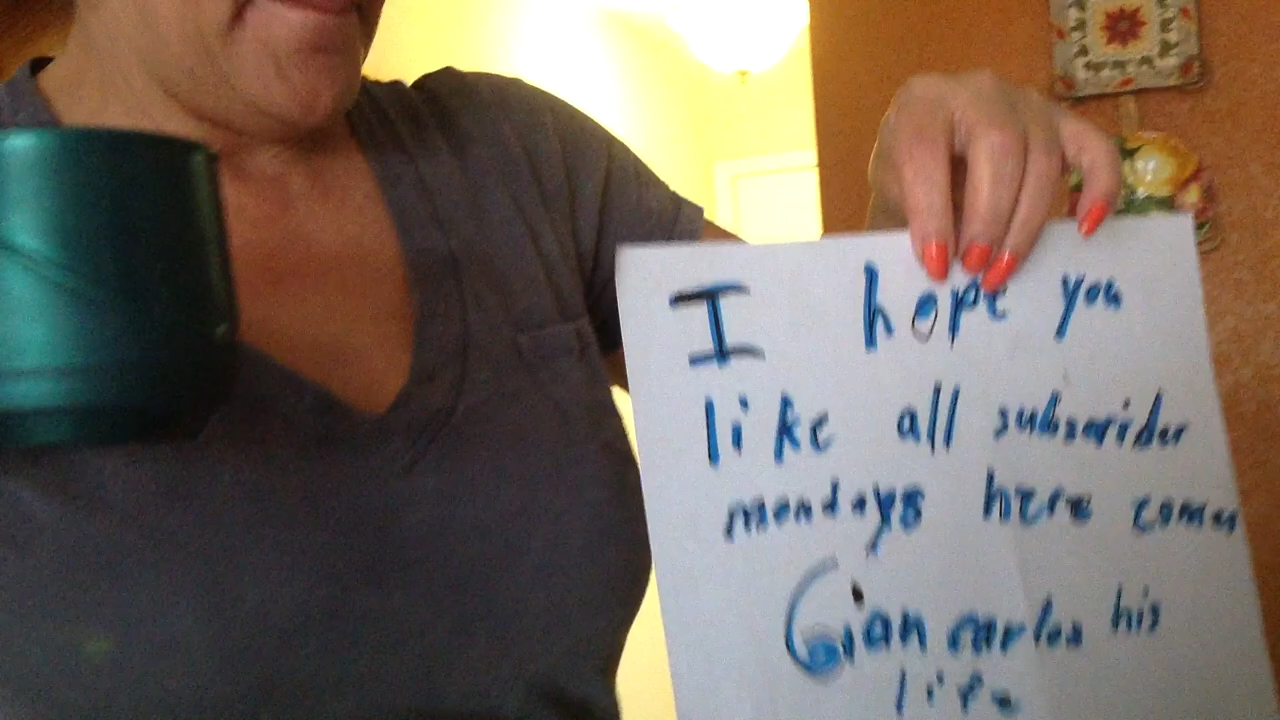 I hope you
like all subscrider
mondays here comes
Giancarlos his
life